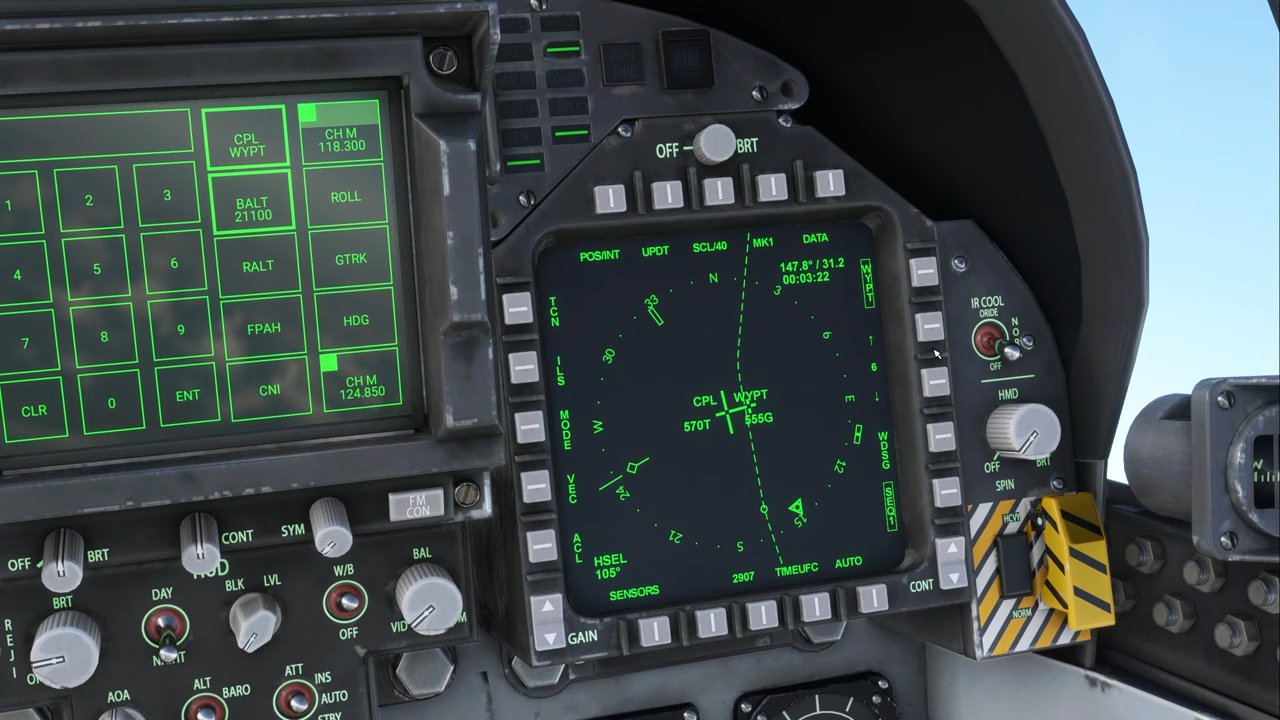 CPL
WYPT
CH M
118.300
1
2
3
BALT
21100
ROLL
4
5
6
RALT
GTRK
7
8
9
FPAH
HDG
CLR
0
ENT
CNI
CH M
124.850
OFF
BRT
POS/INT
UPDT
SCL/40
MK1
DATA
147.8° / 31.2
00:03:22
WYPT
TCN
ILS
MODE
VEC
ACL
N
3
6
E
12
15
S
21
24
W
30
33
6
CPL WYPT
570T
555G
WDSG
SEQ1
HSEL
105°
SENSORS
2907
TIMEUFC
AUTO
GAIN
CONT
IR COOL
ORIDE
NOR
OFF
HMD
OFF
BRT
SPIN
NORM
FM
CON
OFF
BRT
CONT
SYM
HUD
BAL
W/B
OFF
VID
BRT
DAY
NIGHT
BLK
LVL
REJ
AOA
ALT
BARO
ATT
INS
AUTO
STBY